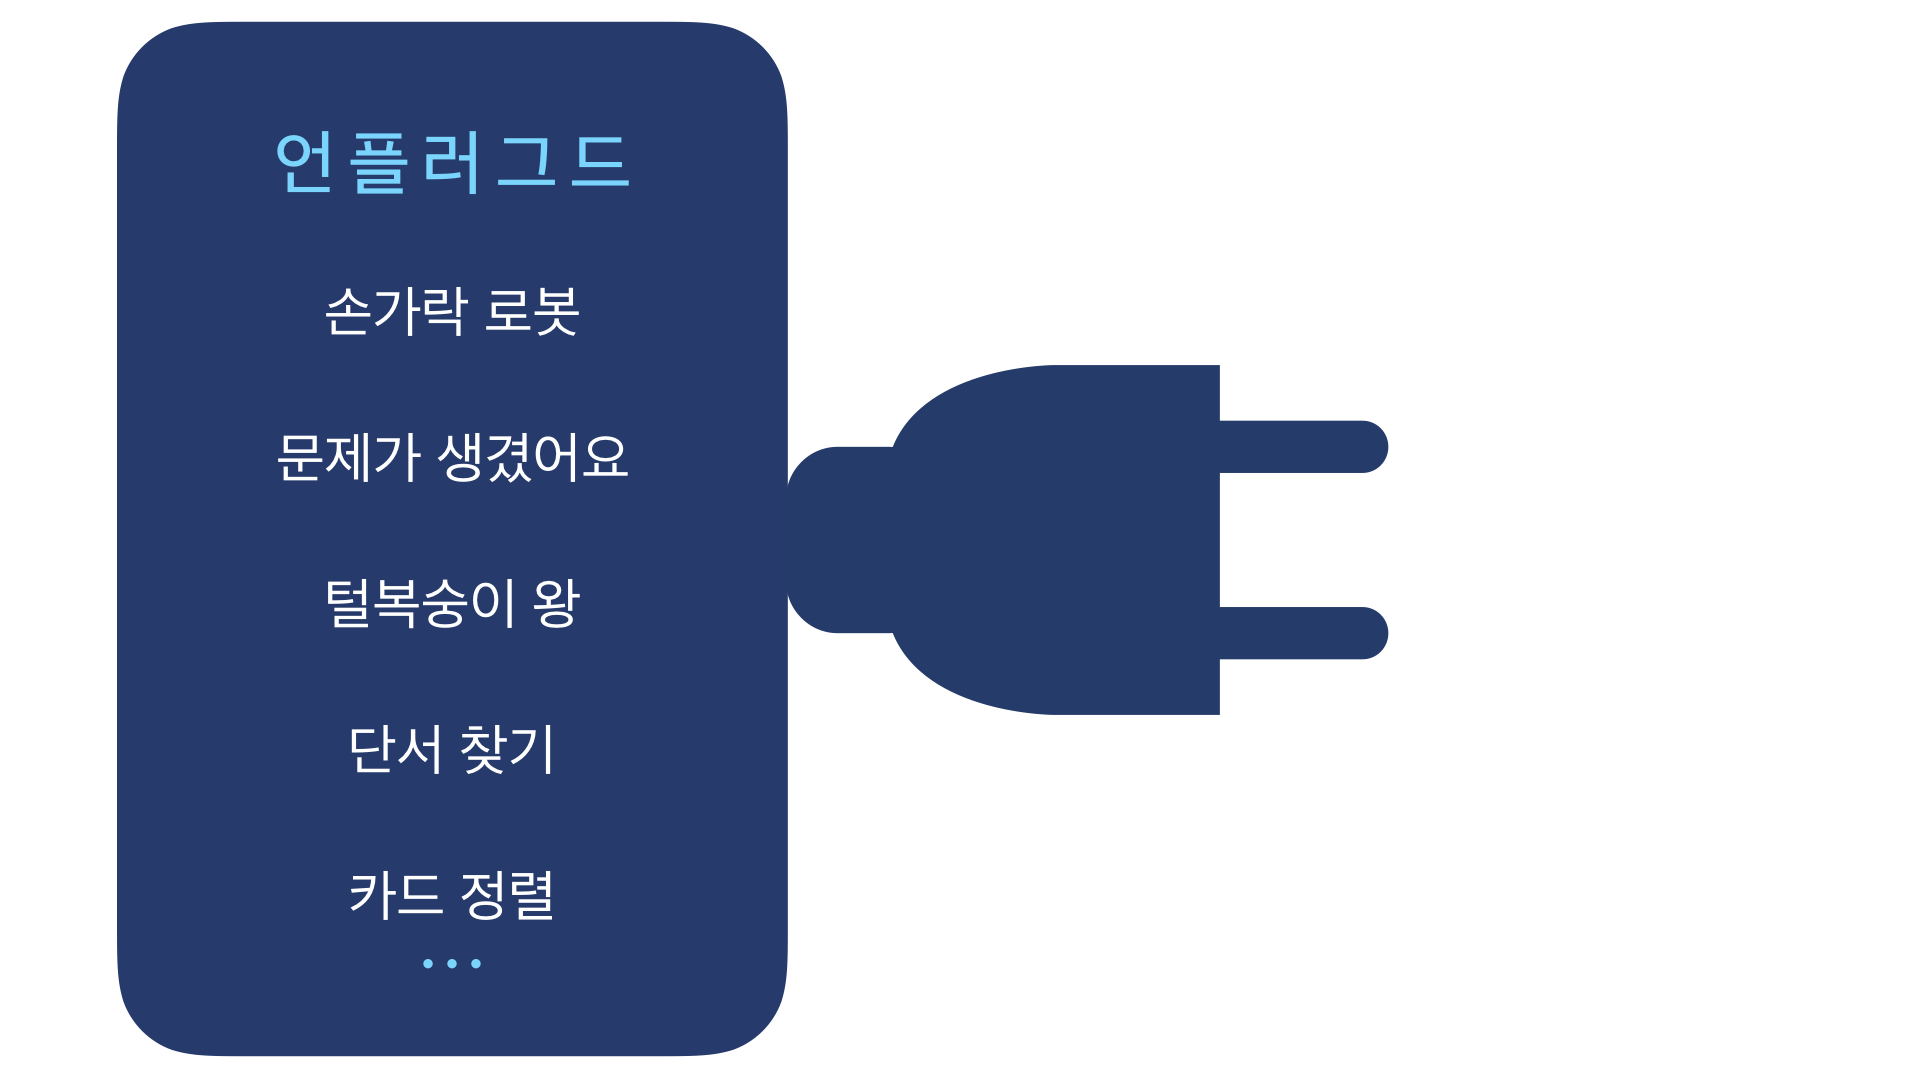 언플러그드
손가락 로봇
문제가 생겼어요
털복숭이 왕
단서 찾기
카드 정렬
...